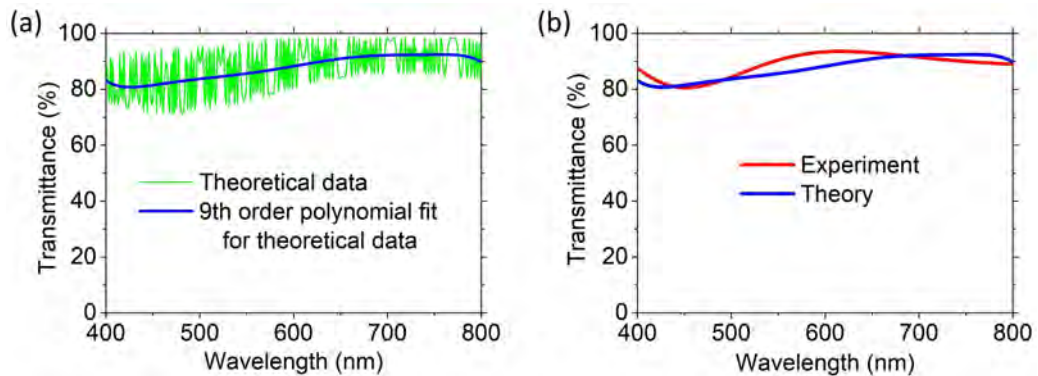 (a)
100
80
60
40
20
0
Transmittance (%)
Theoretical data
9th order polynomial fit
for theoretical data
400 500 600 700 800
Wavelength (nm)
(b)
100
80
60
40
20
0
Transmittance (%)
Experiment
Theory
400 500 600 700 800
Wavelength (nm)